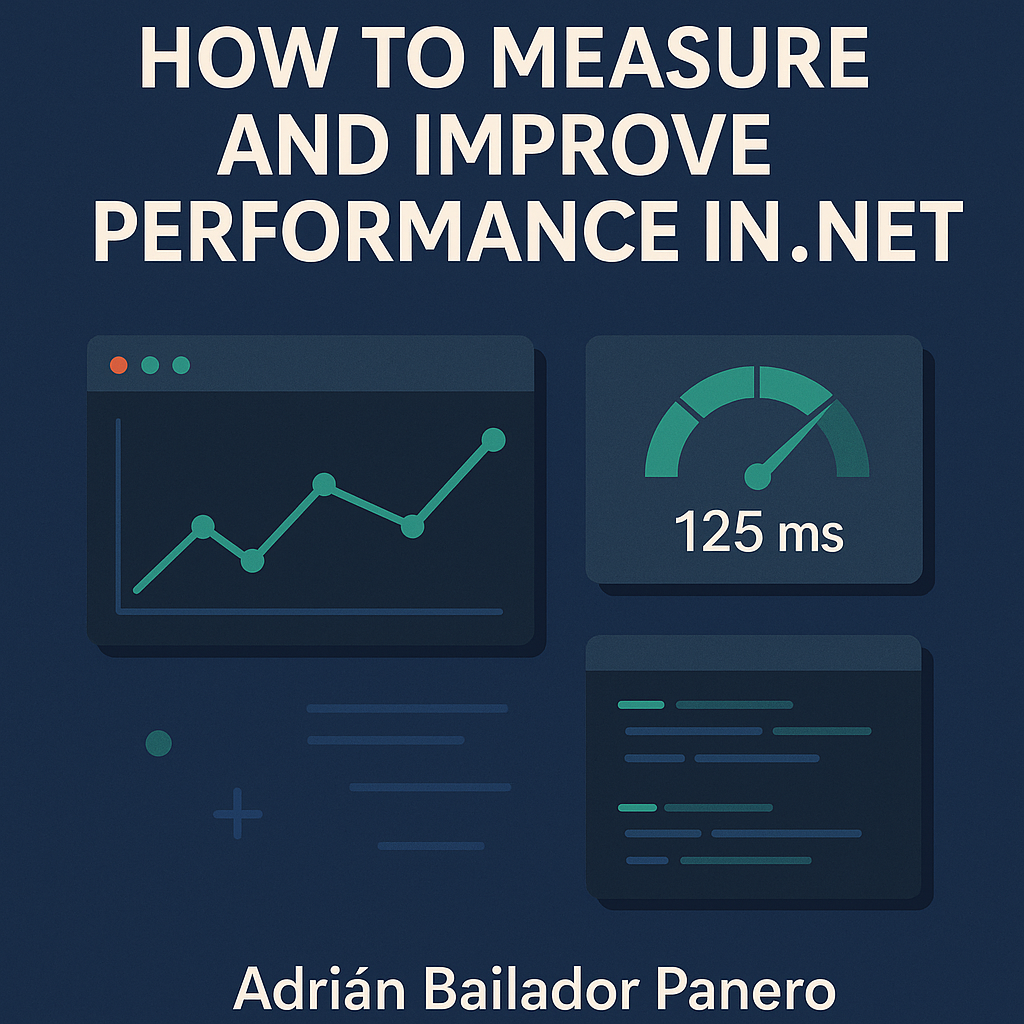 HOW TO MEASURE
AND IMPROVE
PERFORMANCE IN.NET
125 ms
Adrián Bailador Panero